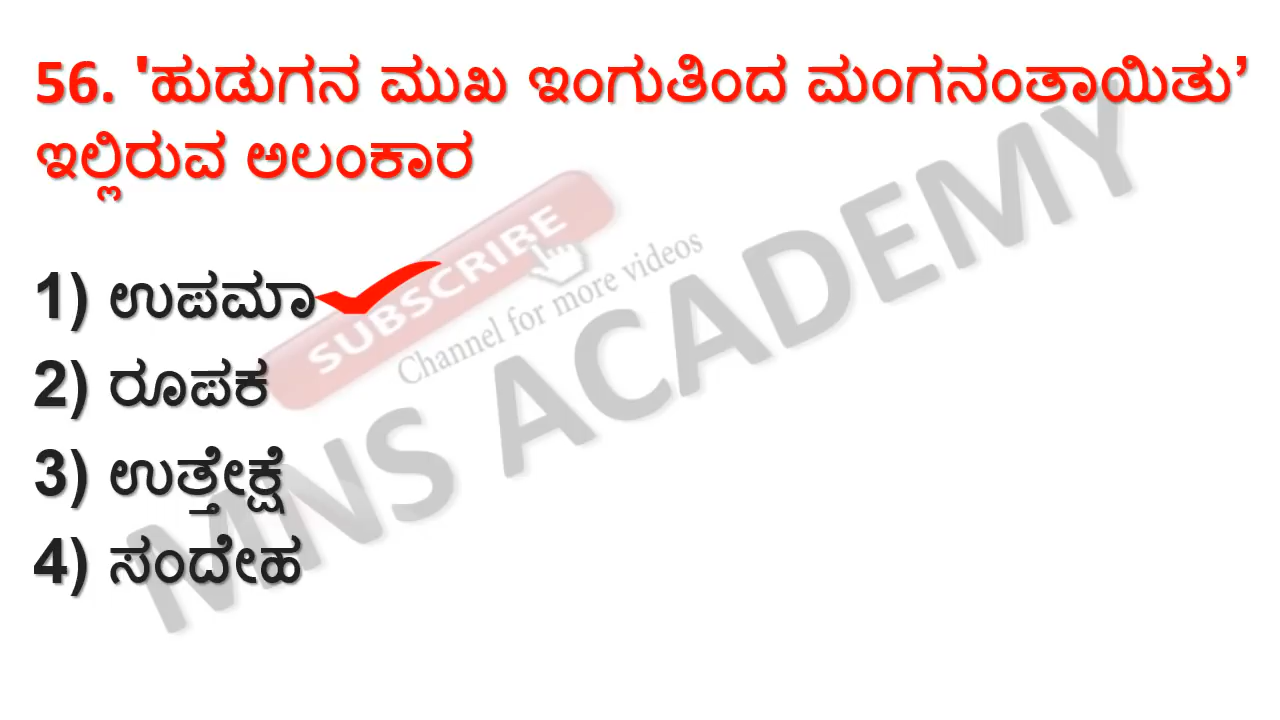 56. 'ಹುಡುಗನ ಮುಖ ಇಂಗುತಿಂದ ಮಂಗನಂತಾಯಿತು’
ಇಲ್ಲಿರುವ ಅಲಂಕಾರ
1) ಉಪಮಾ
2) ರೂಪಕ
3) ಉತ್ತೇಕ್ಷೆ
4) ಸಂದೇಹ
SUBSCRIBE
Channel for more videos
MNS ACADEMY